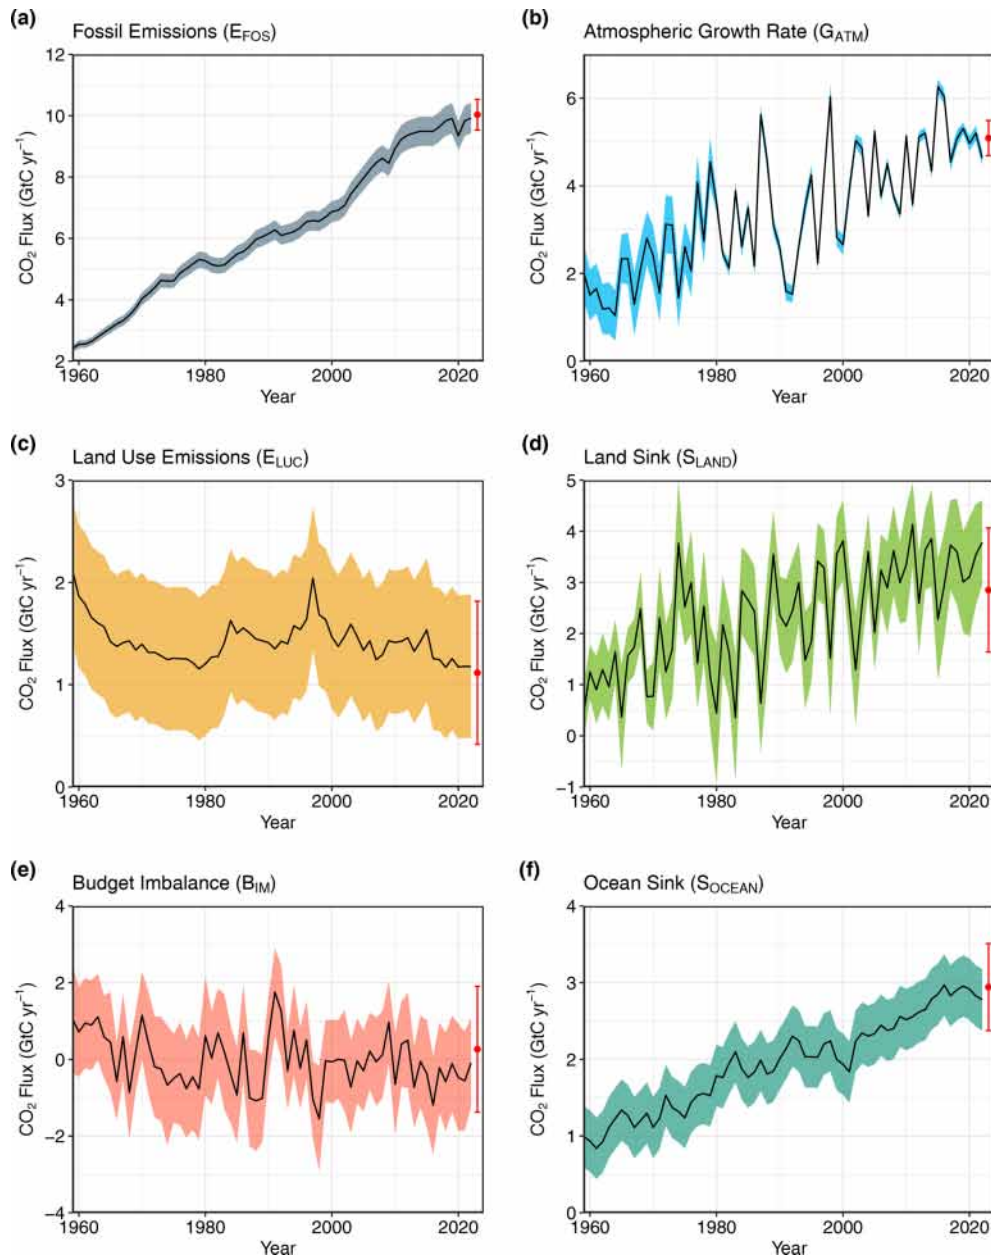 (a)
Fossil Emissions (EFOS)
CO2 Flux (GtC yr−1)
12
10
8
6
4
2
1960 1980 2000 2020
Year
(b)
Atmospheric Growth Rate (GATM)
CO2 Flux (GtC yr−1)
6
4
2
0
1960 1980 2000 2020
Year
(c)
Land Use Emissions (ELUC)
CO2 Flux (GtC yr−1)
3
2
1
0
1960 1980 2000 2020
Year
(d)
Land Sink (SLAND)
CO2 Flux (GtC yr−1)
5
4
3
2
1
0
−1
1960 1980 2000 2020
Year
(e)
Budget Imbalance (BIM)
CO2 Flux (GtC yr−1)
4
2
0
−2
−4
1960 1980 2000 2020
Year
(f)
Ocean Sink (SOCEAN)
CO2 Flux (GtC yr−1)
4
3
2
1
0
1960 1980 2000 2020
Year